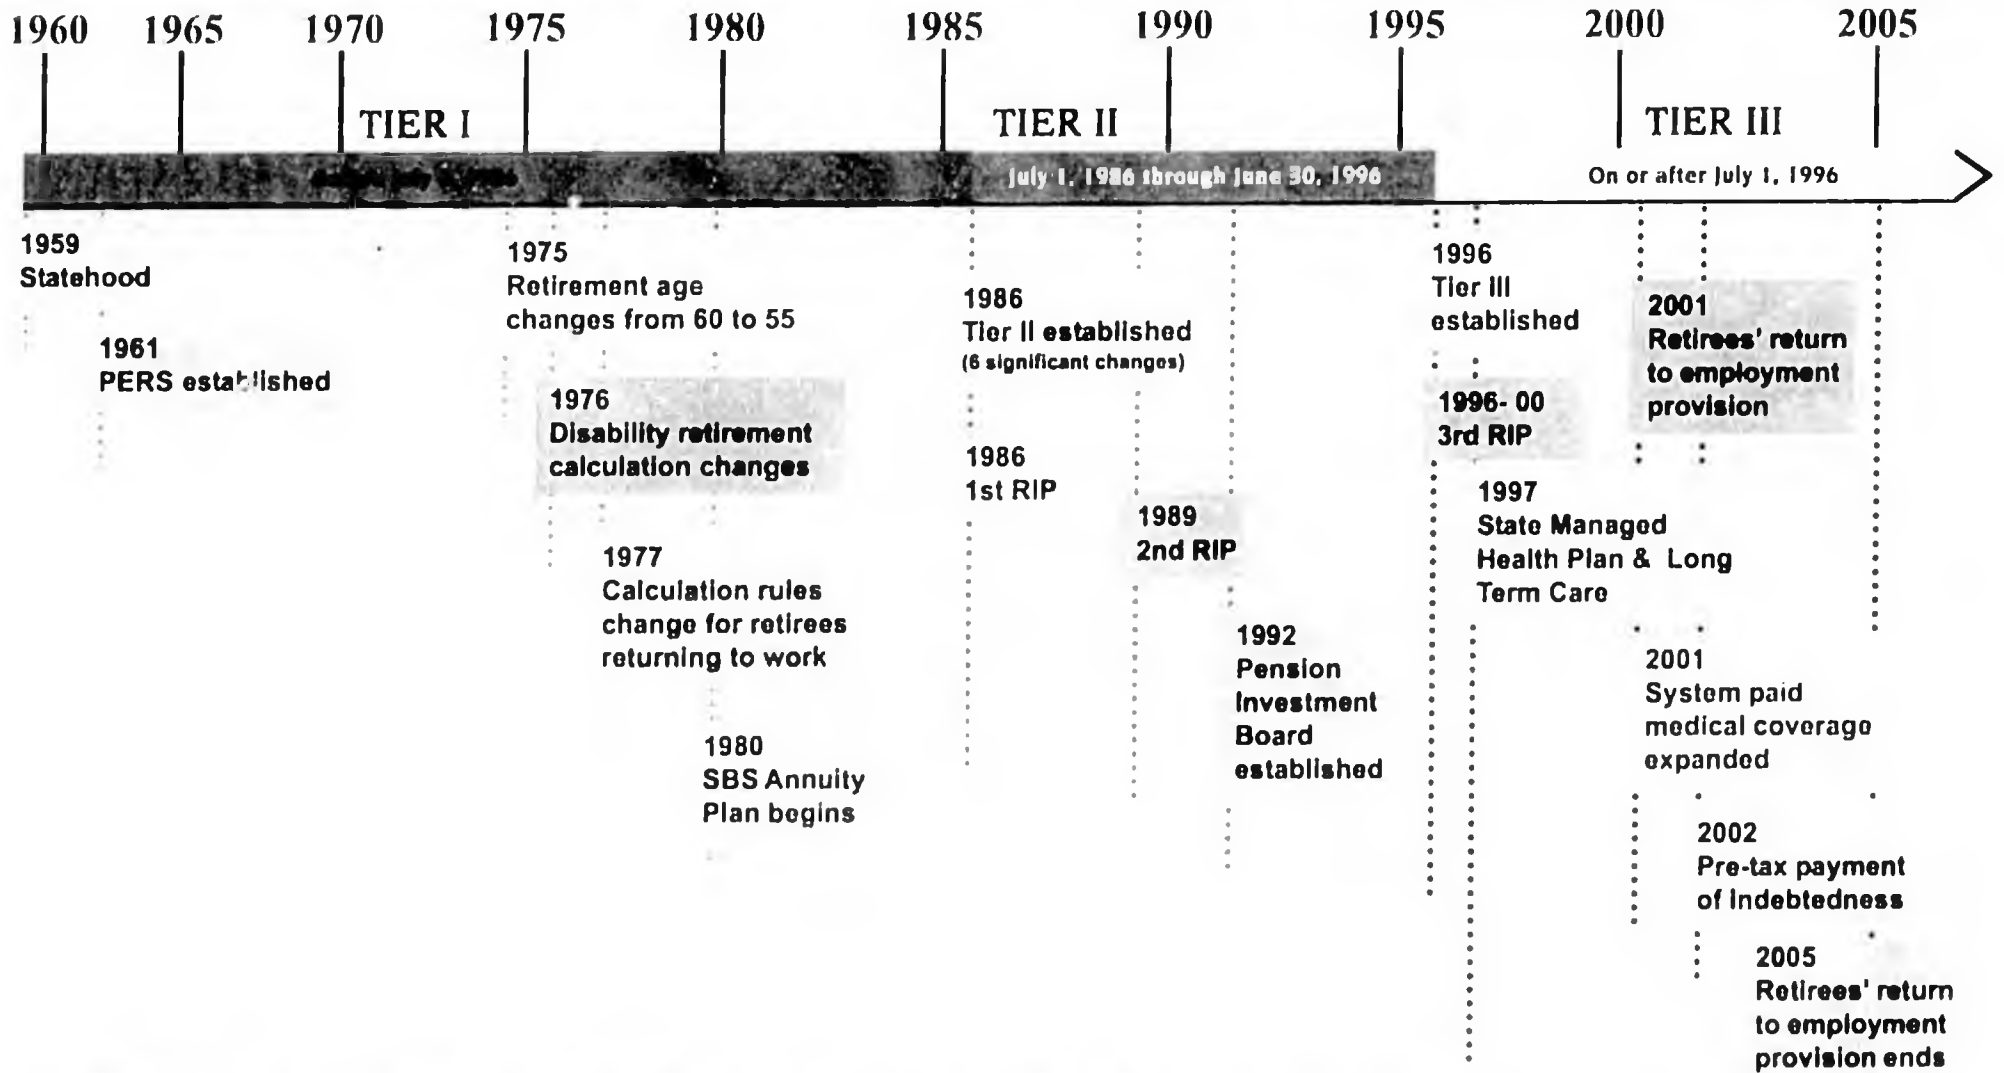 1960 1965 1970 1975 1980 1985 1990 1995 2000 2005
TIER I TIER II TIER III
July 1, 1986 through June 30, 1996
On or after July 1, 1996
1959
Statehood
1961
PERS established
1975
Retirement age
changes from 60 to 55
1976
Disability retirement
calculation changes
1977
Calculation rules
change for retirees
returning to work
1980
SBS Annuity
Plan begins
1986
Tier II established
(6 significant changes)
1986
1st RIP
1989
2nd RIP
1992
Pension
Investment
Board
established
1996
Tier III
established
1996-00
3rd RIP
1997
State Managed
Health Plan & Long
Term Care
2001
Retirees' return
to employment
provision
2001
System paid
medical coverage
expanded
2002
Pre-tax payment
of Indebtedness
2005
Retirees' return
to employment
provision ends